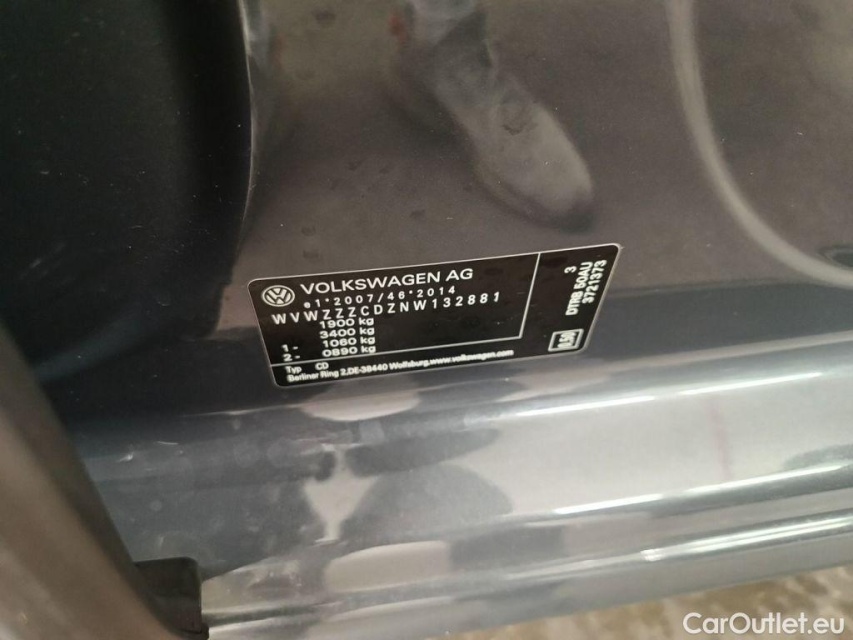 VOLKSWAGEN AG
e1*2007/46*2014
WVWZZZCDZNW132881
1900 kg
3400 kg
1- 1060 kg
2- 0890 kg
Typ CD
Berliner Ring 2,DE-38440 Wolfsburg.www.volkswagen.com
3
DTRB 50AU
3721373
CarOutlet.eu